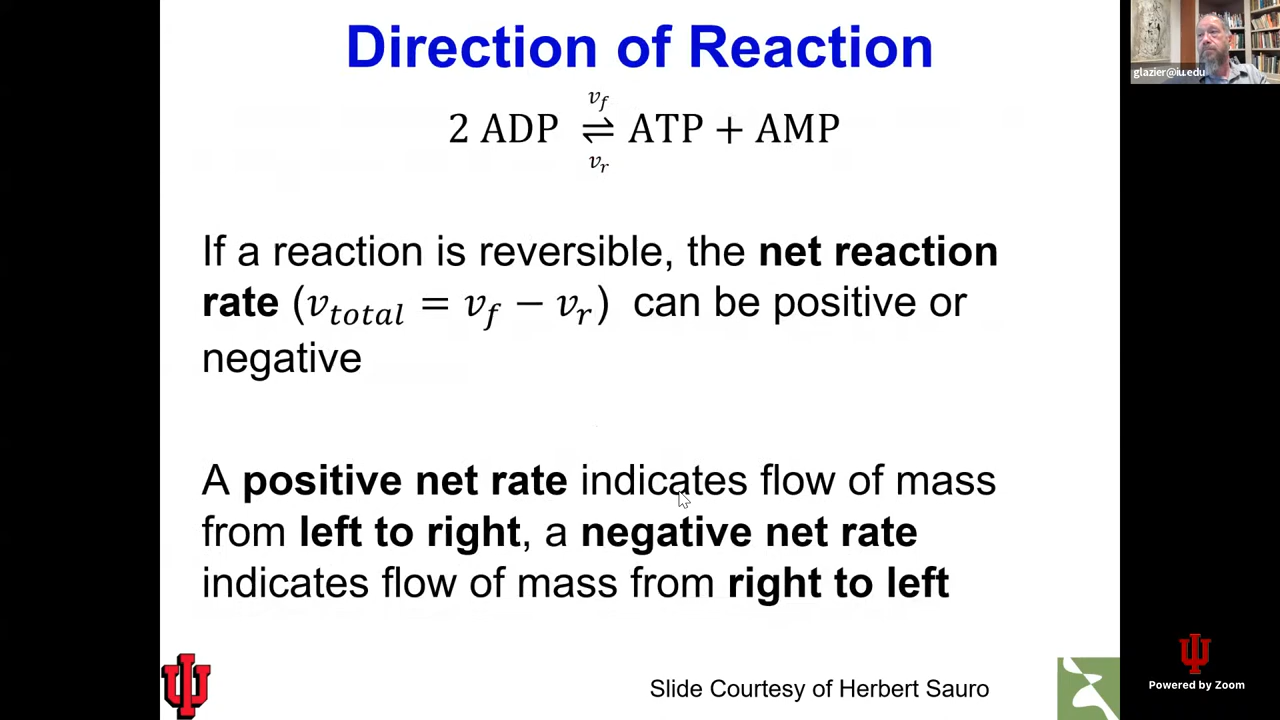 Direction of Reaction
v_f
2 ADP ⇌ ATP + AMP
v_r
If a reaction is reversible, the net reaction
rate (v_total = v_f − v_r) can be positive or
negative
A positive net rate indicates flow of mass
from left to right, a negative net rate
indicates flow of mass from right to left
Slide Courtesy of Herbert Sauro
glazier@iu.edu
Powered by Zoom